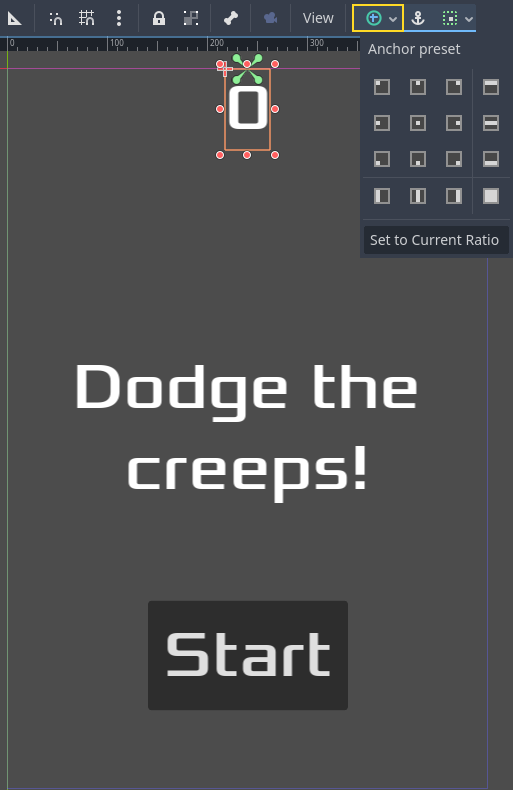 View
Anchor preset
0 100 200 300
0
Set to Current Ratio
Dodge the
creeps!
Start